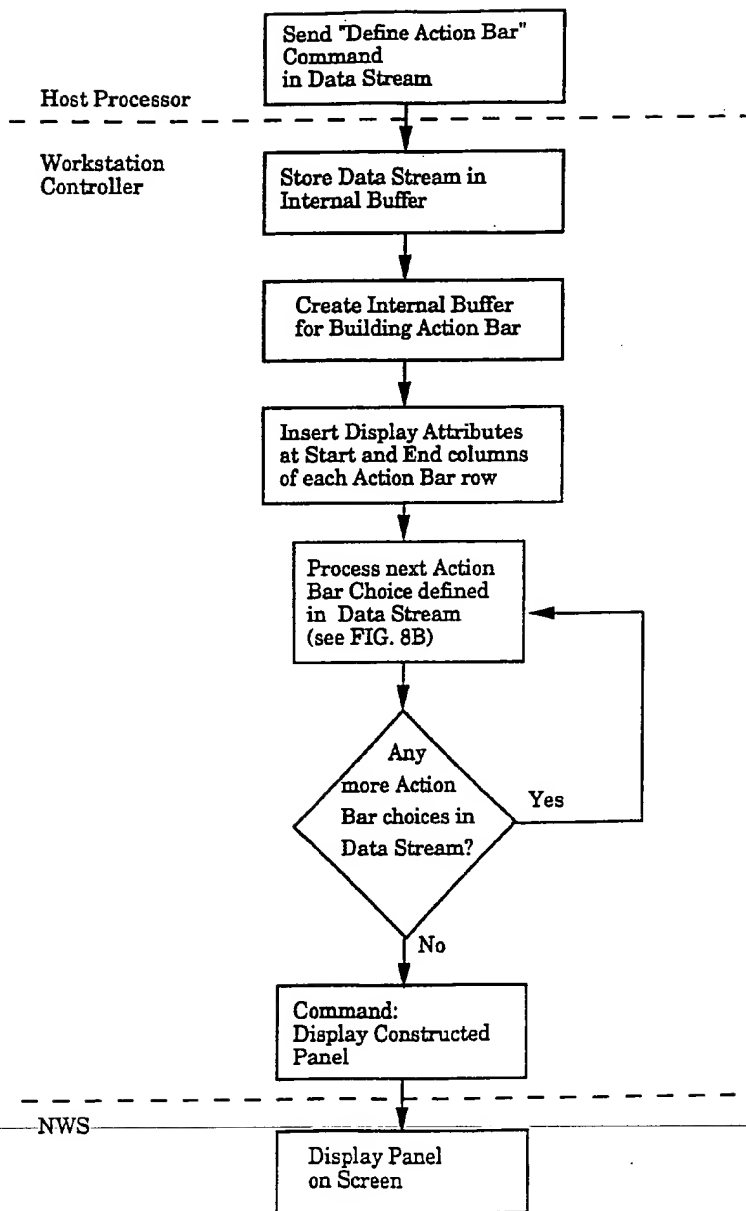 Send "Define Action Bar"
Command
in Data Stream
Host Processor
Workstation
Controller
Store Data Stream in
Internal Buffer
Create Internal Buffer
for Building Action Bar
Insert Display Attributes
at Start and End columns
of each Action Bar row
Process next Action
Bar Choice defined
in Data Stream
(see FIG. 8B)
Any
more Action
Bar choices in
Data Stream?
Yes
No
Command:
Display Constructed
Panel
NWS
Display Panel
on Screen